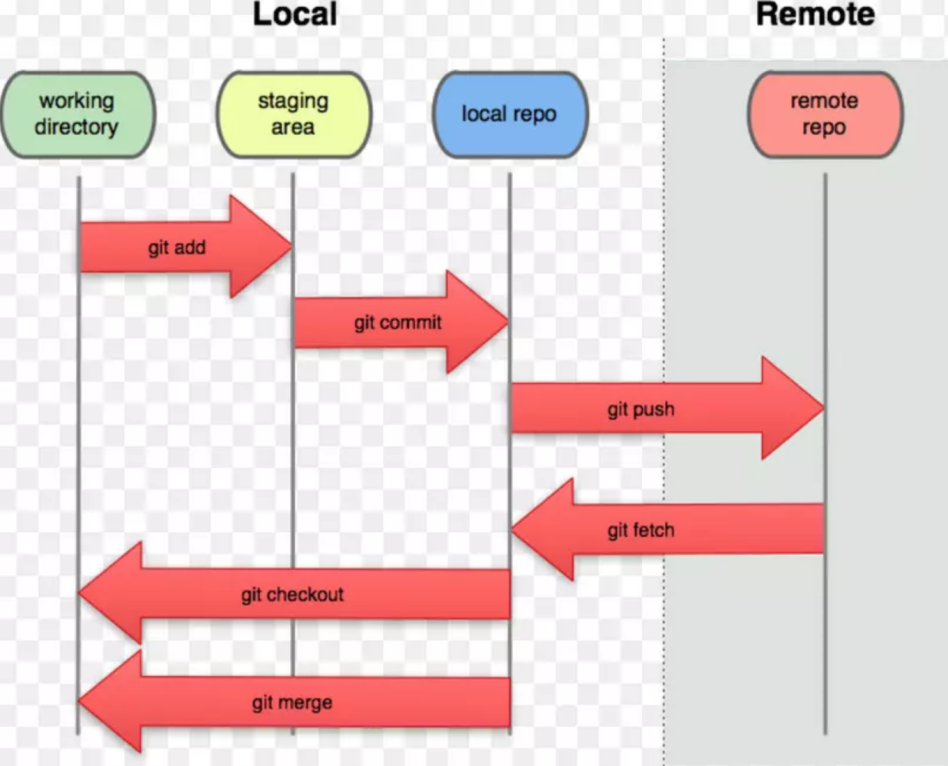 Local
Remote
working
directory
staging
area
local repo
remote
repo
git add
git commit
git push
git fetch
git checkout
git merge